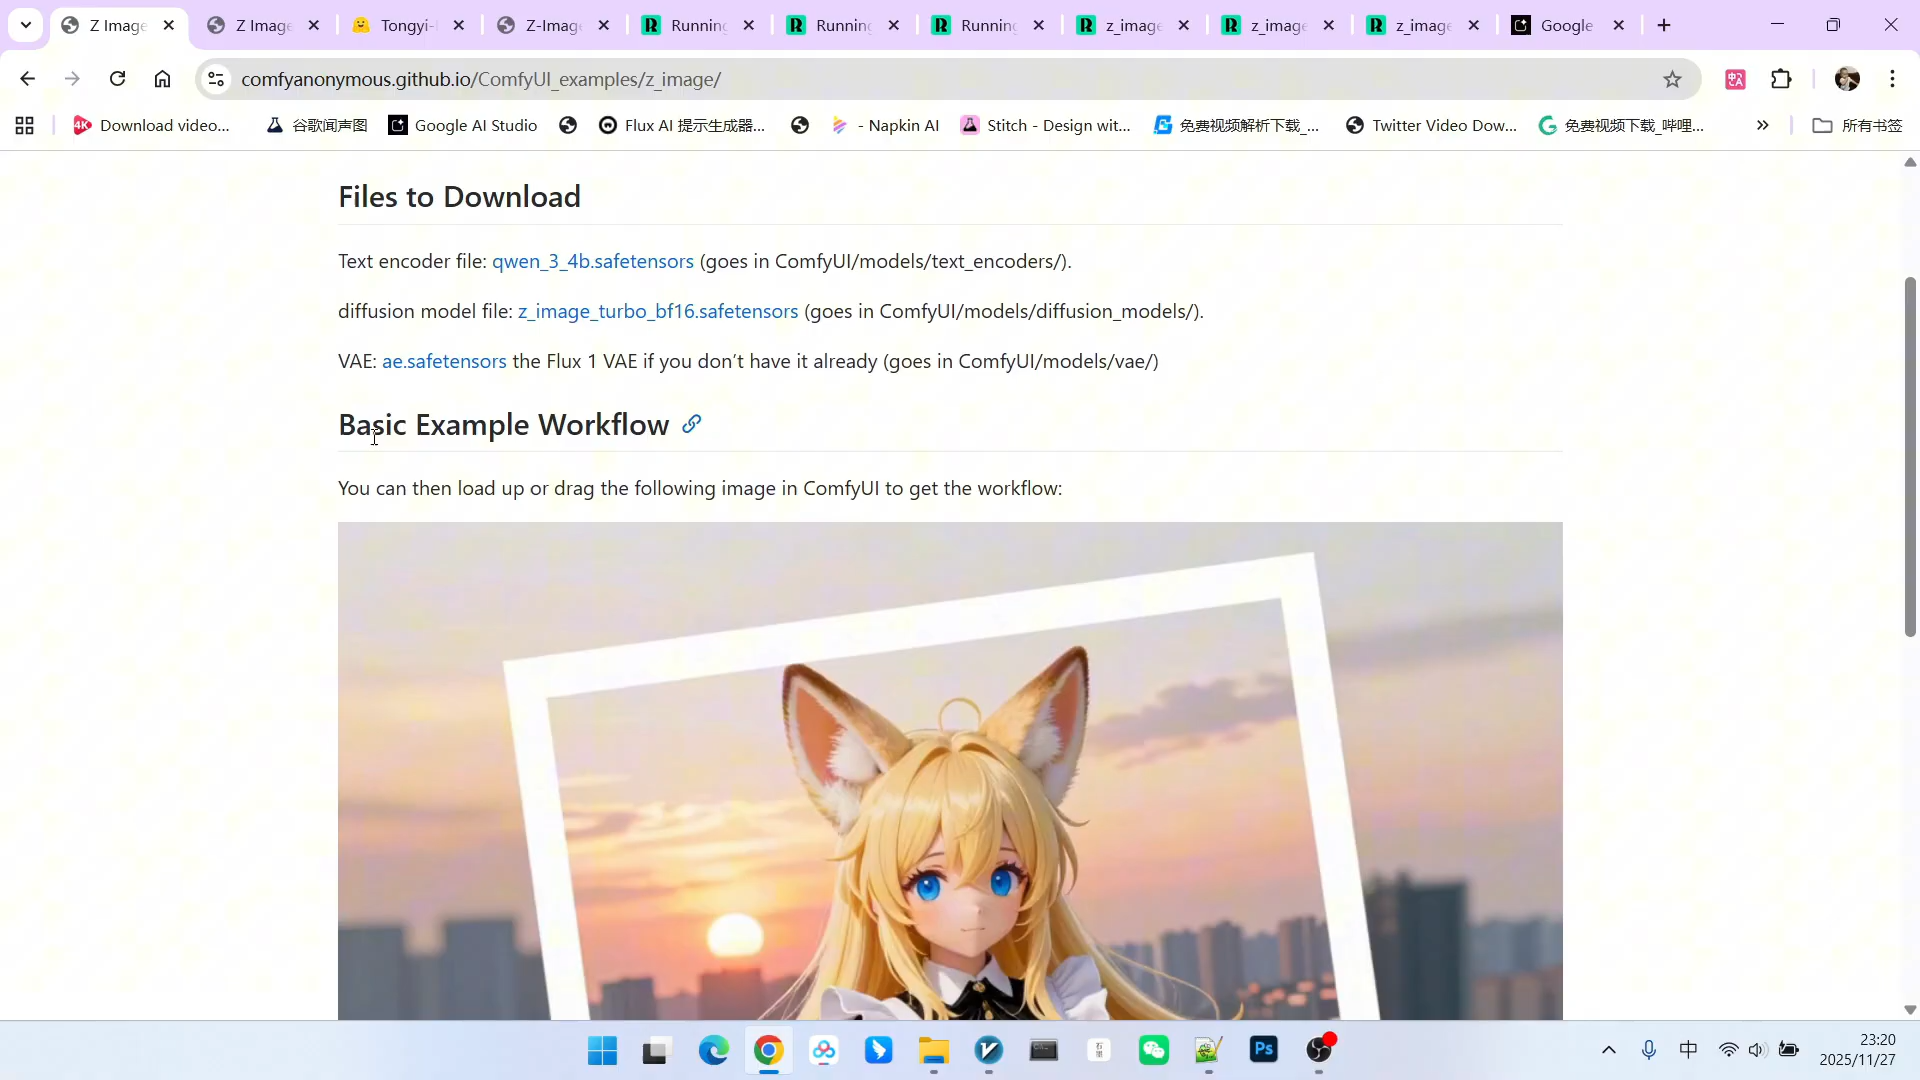 Z Image
Z Image
Tongyi-
Z-Image
Running
Running
Running
z_image
z_image
z_image
Google
comfyanonymous.github.io/ComfyUI_examples/z_image/
Download video...
谷歌闻声图
Google AI Studio
Flux AI 提示生成器...
- Napkin AI
Stitch - Design wit...
免费视频解析下载_...
Twitter Video Dow...
免费视频下载_哔哩...
所有书签
Files to Download
Text encoder file: qwen_3_4b.safetensors (goes in ComfyUI/models/text_encoders/).
diffusion model file: z_image_turbo_bf16.safetensors (goes in ComfyUI/models/diffusion_models/).
VAE: ae.safetensors the Flux 1 VAE if you don’t have it already (goes in ComfyUI/models/vae/)
Basic Example Workflow
You can then load up or drag the following image in ComfyUI to get the workflow:
Ps
中
23:20
2025/11/27